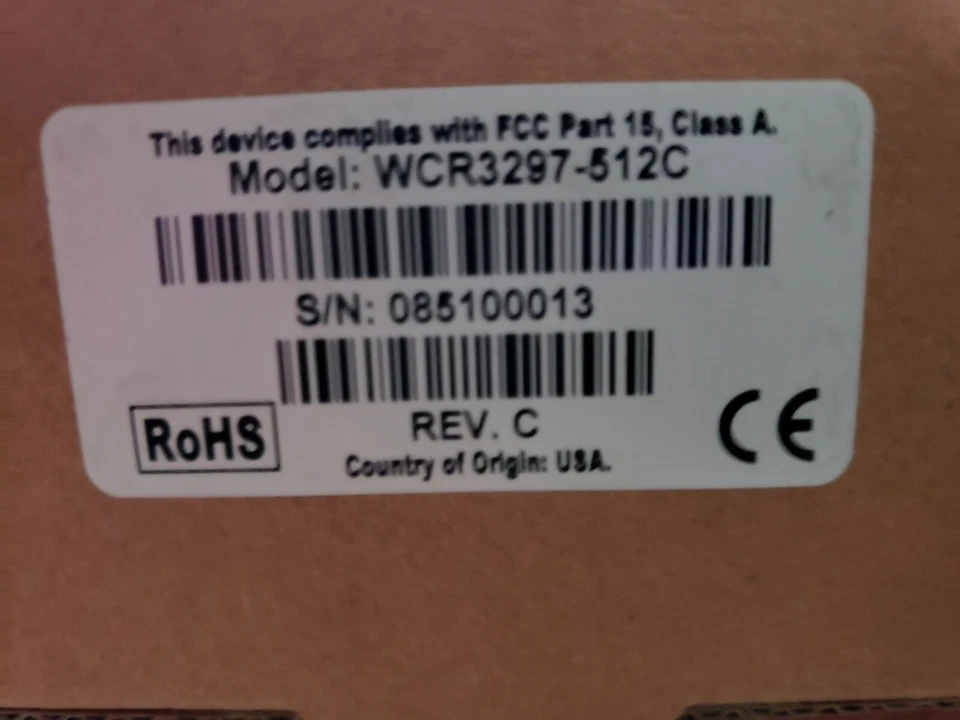 This device complies with FCC Part 15, Class A.
Model: WCR3297-512C
S/N: 085100013
REV. C
RoHS
Country of Origin: USA.
CE